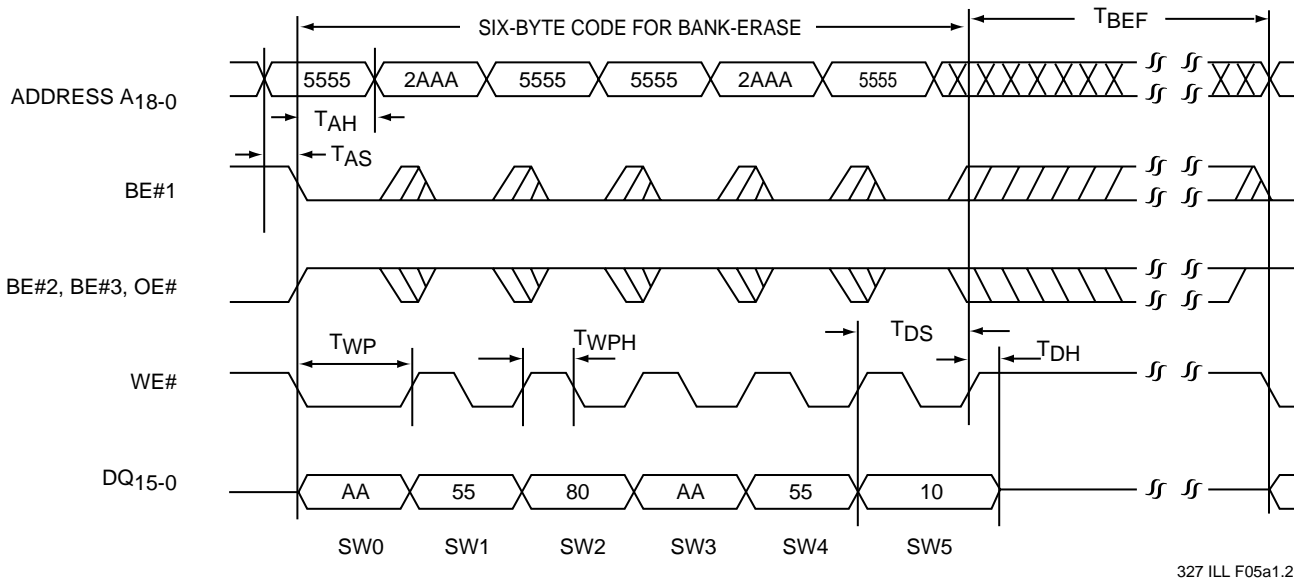 SIX-BYTE CODE FOR BANK-ERASE
TBEF
ADDRESS A18-0
5555 2AAA 5555 5555 2AAA 5555
TAH
TAS
BE#1
BE#2, BE#3, OE#
TWP TWPH TDS TDH
WE#
DQ15-0
AA 55 80 AA 55 10
SW0 SW1 SW2 SW3 SW4 SW5
327 ILL F05a1.2